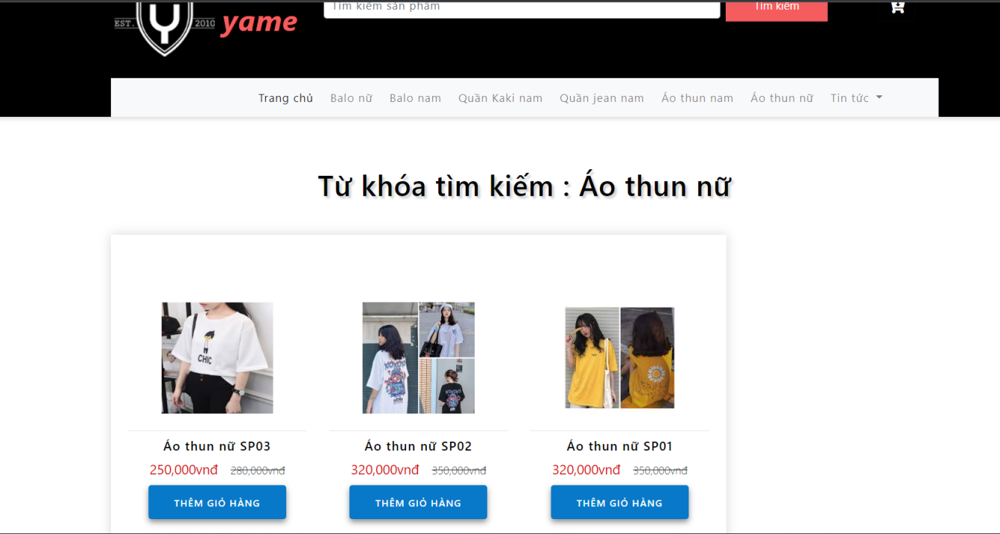 Tìm kiếm sản phẩm
Tìm kiếm
EST. 2010
yame
Trang chủ Balo nữ Balo nam Quần Kaki nam Quần jean nam Áo thun nam Áo thun nữ Tin tức
Từ khóa tìm kiếm : Áo thun nữ
CHIC
Áo thun nữ SP03
250,000vnđ 280,000vnđ
THÊM GIỎ HÀNG
Áo thun nữ SP02
320,000vnđ 350,000vnđ
THÊM GIỎ HÀNG
Áo thun nữ SP01
320,000vnđ 350,000vnđ
THÊM GIỎ HÀNG